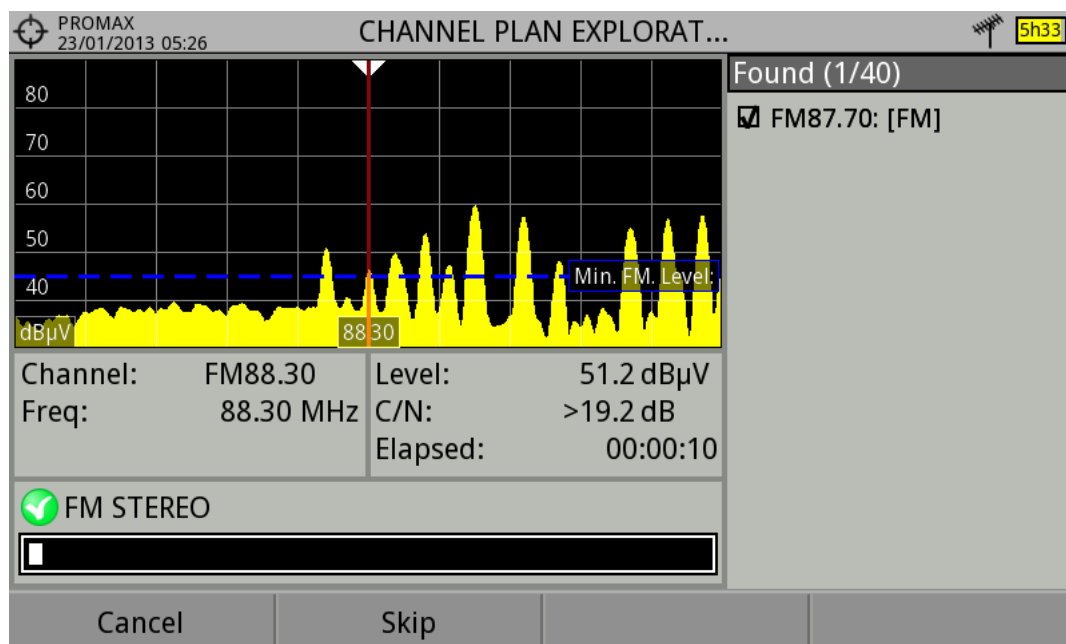 PROMAX
23/01/2013 05:26
CHANNEL PLAN EXPLORAT...
5h33
80
70
60
50
40
dBµV
Min. FM. Level:
88.30
Found (1/40)
FM87.70: [FM]
Channel: FM88.30
Freq: 88.30 MHz
Level: 51.2 dBµV
C/N: >19.2 dB
Elapsed: 00:00:10
FM STEREO
Cancel Skip